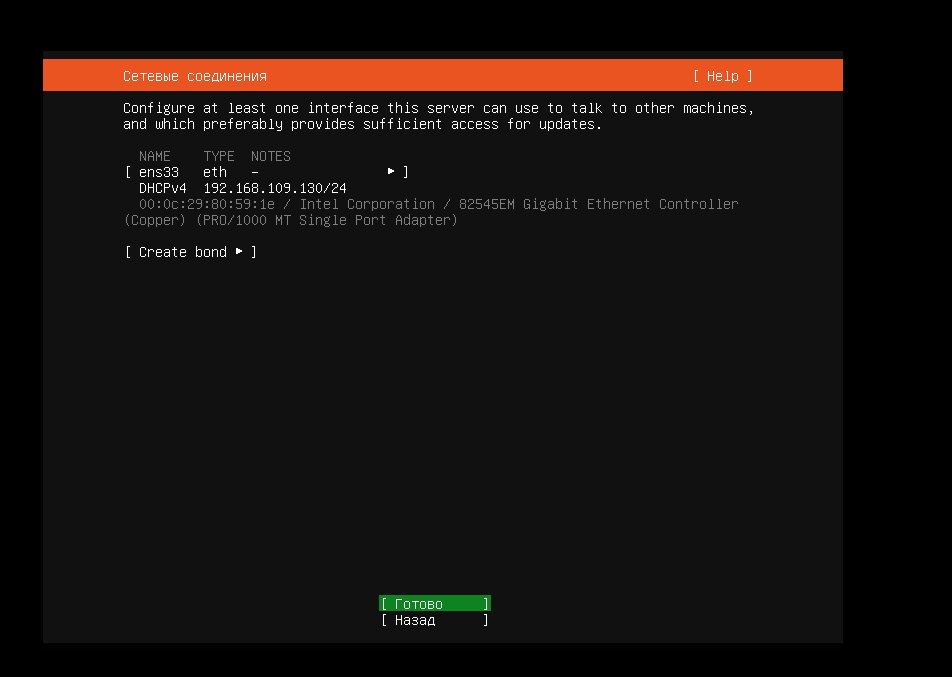 Сетевые соединения [ Help ]
Configure at least one interface this server can use to talk to other machines,
and which preferably provides sufficient access for updates.
NAME TYPE NOTES
[ ens33 eth - ▸ ]
DHCPv4 192.168.109.130/24
00:0c:29:80:59:1e / Intel Corporation / 82545EM Gigabit Ethernet Controller
(Copper) (PRO/1000 MT Single Port Adapter)
[ Create bond ▸ ]
[ Готово ]
[ Назад ]